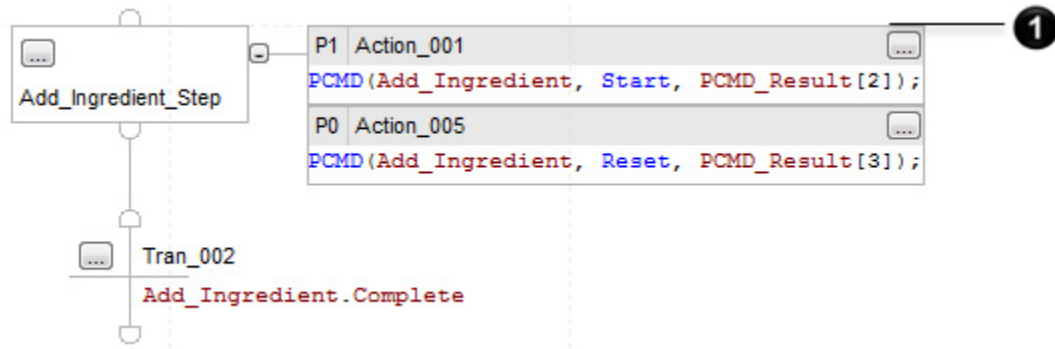 1
P1 Action_001 ...
...
PCMD(Add_Ingredient, Start, PCMD_Result[2]);
Add_Ingredient_Step
P0 Action_005 ...
PCMD(Add_Ingredient, Reset, PCMD_Result[3]);
... Tran_002
Add_Ingredient.Complete